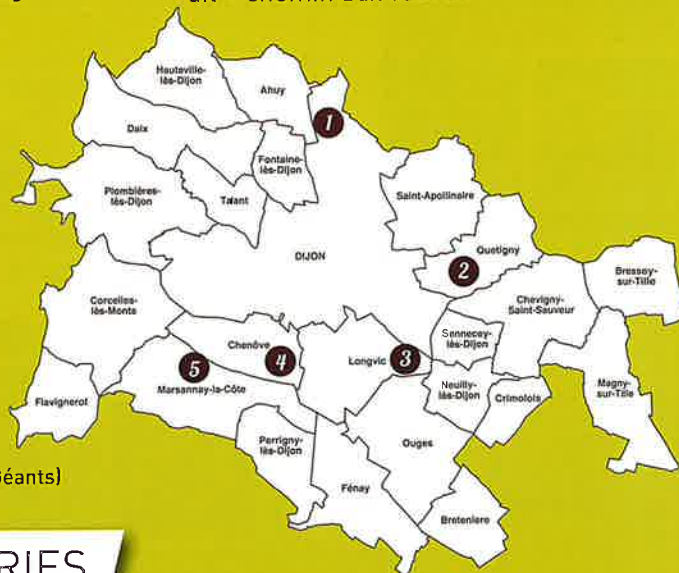 Hauteville-
lès-Dijon
Ahuy
1
Daix
Fontaine-
lès-Dijon
Plombières-
lès-Dijon
Talant
Saint-Apollinaire
DIJON
Quetigny
2
Bressey-
sur-Tille
Chevigny-
Saint-Sauveur
Corcelles-
lès-Monts
Chenôve
4
Longvic
3
Sennecey-
lès-Dijon
5
Marsannay-la-Côte
Neuilly-
lès-Dijon
Crimolois
Magny-
sur-Tille
Flavignerot
Perrigny-
lès-Dijon
Ouges
Géants)
Fénay
Bretenière
RIES